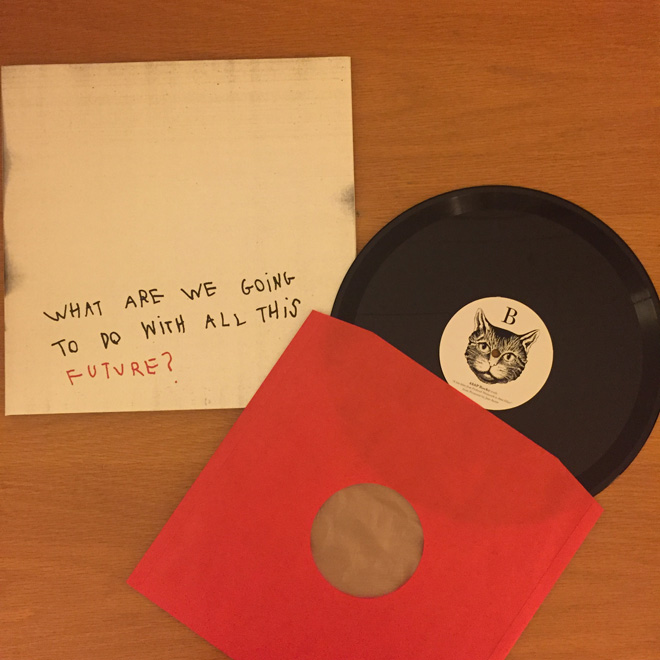 WHAT ARE WE GOING
TO DO WITH ALL THIS
FUTURE?
B